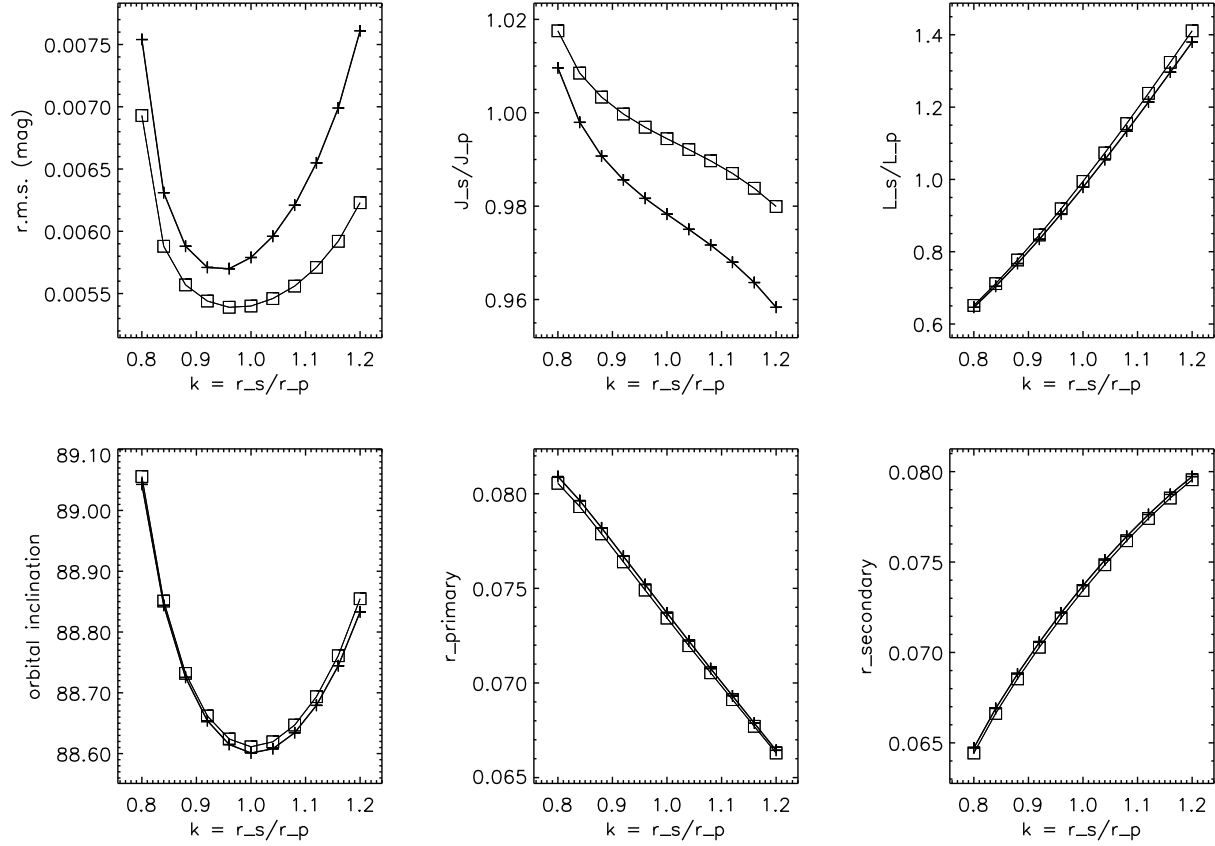 r.m.s. (mag)
0.0075
0.0070
0.0065
0.0060
0.0055
0.8 0.9 1.0 1.1 1.2
k = r_s/r_p
J_s/J_p
1.02
1.00
0.98
0.96
0.8 0.9 1.0 1.1 1.2
k = r_s/r_p
L_s/L_p
1.4
1.2
1.0
0.8
0.6
0.8 0.9 1.0 1.1 1.2
k = r_s/r_p
orbital inclination
89.10
89.00
88.90
88.80
88.70
88.60
0.8 0.9 1.0 1.1 1.2
k = r_s/r_p
r_primary
0.080
0.075
0.070
0.065
0.8 0.9 1.0 1.1 1.2
k = r_s/r_p
r_secondary
0.080
0.075
0.070
0.065
0.8 0.9 1.0 1.1 1.2
k = r_s/r_p